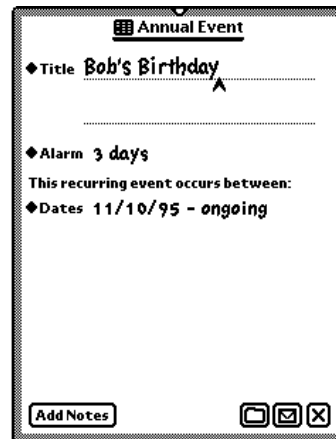 Annual Event
Title Bob's Birthday
Alarm 3 days
This recurring event occurs between:
Dates 11/10/95 - ongoing
Add Notes